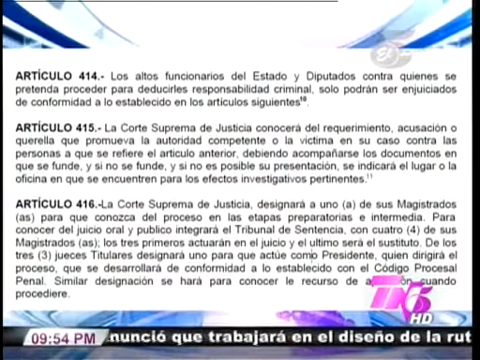 ARTÍCULO 414.- Los altos funcionarios del Estado y Diputados contra quienes se
pretenda proceder para deducirles responsabilidad criminal, solo podrán ser enjuiciados
de conformidad a lo establecido en los artículos siguientes¹⁰.
ARTÍCULO 415.- La Corte Suprema de Justicia conocerá del requerimiento, acusación o
querella que promueva la autoridad competente o la victima en su caso contra las
personas a que se refiere el articulo anterior, debiendo acompañarse los documentos en
que se funde, y si no se funde, y si no es posible su presentación, se indicará el lugar o la
oficina en que se encuentren para los efectos investigativos pertinentes.¹¹
ARTÍCULO 416.-La Corte Suprema de Justicia, designará a uno (a) de sus Magistrados
(as) para que conozca del proceso en las etapas preparatorias e intermedia. Para
conocer del juicio oral y publico integrará el Tribunal de Sentencia, con cuatro (4) de sus
Magistrados (as); los tres primeros actuarán en el juicio y el ultimo será el sustituto. De los
tres (3) jueces Titulares designará uno para que actúe como Presidente, quien dirigirá el
proceso, que se desarrollará de conformidad a lo establecido con el Código Procesal
Penal. Similar designación se hará para conocer el recurso de cuando
procediere.
HD
09:54 PM nunció que trabajará en el diseño de la rut